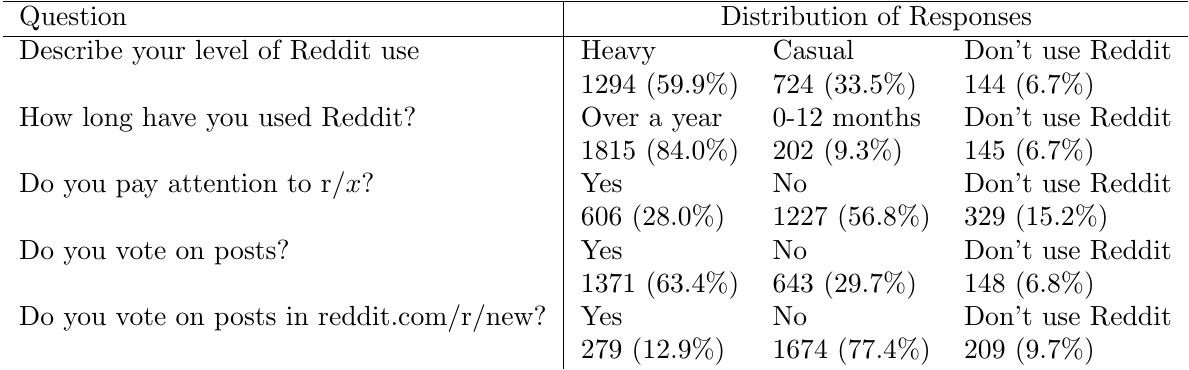 Question Distribution of Responses
Describe your level of Reddit use Heavy Casual Don't use Reddit
1294 (59.9%) 724 (33.5%) 144 (6.7%)
How long have you used Reddit? Over a year 0-12 months Don't use Reddit
1815 (84.0%) 202 (9.3%) 145 (6.7%)
Do you pay attention to r/x? Yes No Don't use Reddit
606 (28.0%) 1227 (56.8%) 329 (15.2%)
Do you vote on posts? Yes No Don't use Reddit
1371 (63.4%) 643 (29.7%) 148 (6.8%)
Do you vote on posts in reddit.com/r/new? Yes No Don't use Reddit
279 (12.9%) 1674 (77.4%) 209 (9.7%)